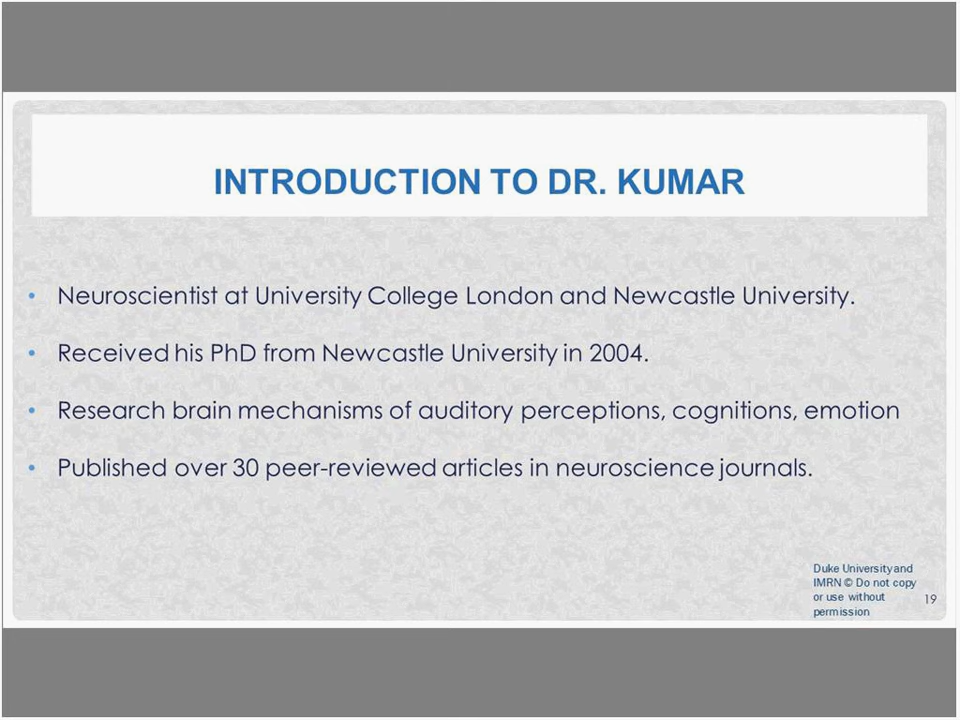 INTRODUCTION TO DR. KUMAR
• Neuroscientist at University College London and Newcastle University.
• Received his PhD from Newcastle University in 2004.
• Research brain mechanisms of auditory perceptions, cognitions, emotion
• Published over 30 peer-reviewed articles in neuroscience journals.
Duke University and
IMRN © Do not copy
or use without
permission
19